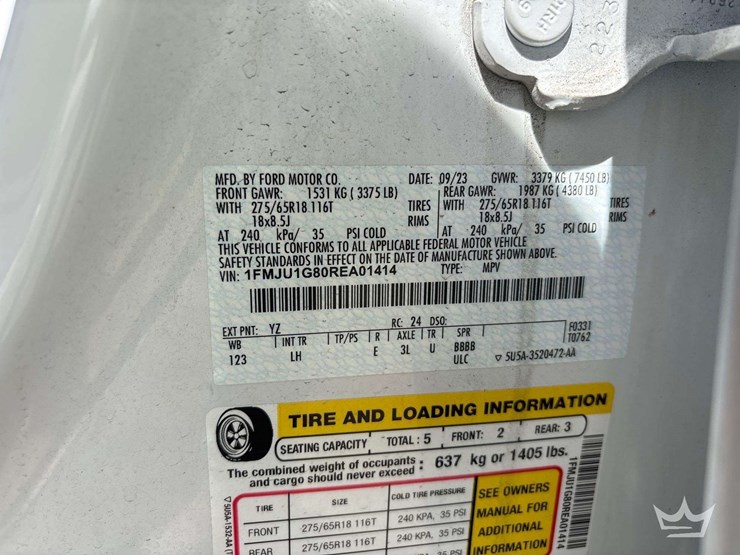 MFD. BY FORD MOTOR CO. DATE: 09/23 GVWR: 3379 KG ( 7450 LB)
FRONT GAWR: 1531 KG ( 3375 LB) REAR GAWR: 1987 KG ( 4380 LB)
WITH 275/65R18 116T TIRES WITH 275/65R18 116T TIRES
18x8.5J RIMS 18x8.5J RIMS
AT 240 kPa/ 35 PSI COLD AT 240 kPa/ 35 PSI COLD
THIS VEHICLE CONFORMS TO ALL APPLICABLE FEDERAL MOTOR VEHICLE
SAFETY STANDARDS IN EFFECT ON THE DATE OF MANUFACTURE SHOWN ABOVE.
VIN: 1FMJU1G80REA01414 TYPE: MPV
EXT PNT: YZ RC: 24 DSO: F0331
WB INT TR TP/PS R AXLE TR SPR T0762
123 LH E 3L U BBBB
ULC 5U5A-3520472-AA
TIRE AND LOADING INFORMATION
SEATING CAPACITY TOTAL : 5 FRONT: 2 REAR: 3
The combined weight of occupants and cargo should never exceed : 637 kg or 1405 lbs.
TIRE SIZE COLD TIRE PRESSURE SEE OWNERS
FRONT 275/65R18 116T 240 KPA, 35 PSI MANUAL FOR
REAR 275/65R18 116T 240 KPA, 35 PSI ADDITIONAL
INFORMATION
1FMJU1G80REA01414